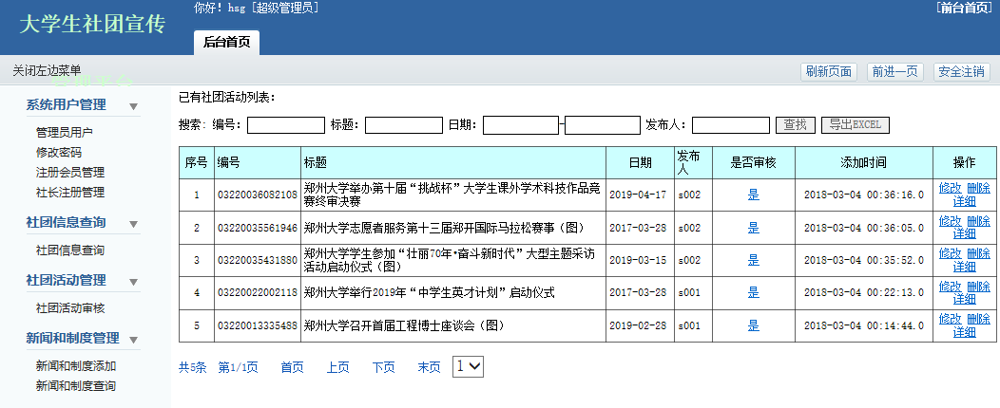 你好！hsg [超级管理员]
[前台首页]
大学生社团宣传
后台首页
关闭左边菜单
刷新页面 前进一页 安全注销
管理平台
系统用户管理
管理员用户
修改密码
注册会员管理
社长注册管理
社团信息查询
社团信息查询
社团活动管理
社团活动审核
新闻和制度管理
新闻和制度添加
新闻和制度查询
已有社团活动列表：
搜索: 编号： 标题： 日期： - 发布人： 查找 导出EXCEL
序号 编号 标题 日期 发布人 是否审核 添加时间 操作
1 03220036082108 郑州大学举办第十届“挑战杯”大学生课外学术科技作品竞赛终审决赛 2019-04-17 s002 是 2018-03-04 00:36:16.0 修改 删除 详细
2 03220035561946 郑州大学志愿者服务第十三届郑开国际马拉松赛事（图） 2017-03-28 s002 是 2018-03-04 00:36:05.0 修改 删除 详细
3 03220035431880 郑州大学学生参加“壮丽70年•奋斗新时代”大型主题采访活动启动仪式（图） 2019-03-15 s002 是 2018-03-04 00:35:52.0 修改 删除 详细
4 03220022002118 郑州大学举行2019年“中学生英才计划”启动仪式 2017-03-28 s001 是 2018-03-04 00:22:13.0 修改 删除 详细
5 03220013335488 郑州大学召开首届工程博士座谈会（图） 2019-02-28 s001 是 2018-03-04 00:14:44.0 修改 删除 详细
共5条 第1/1页 首页 上页 下页 末页 1